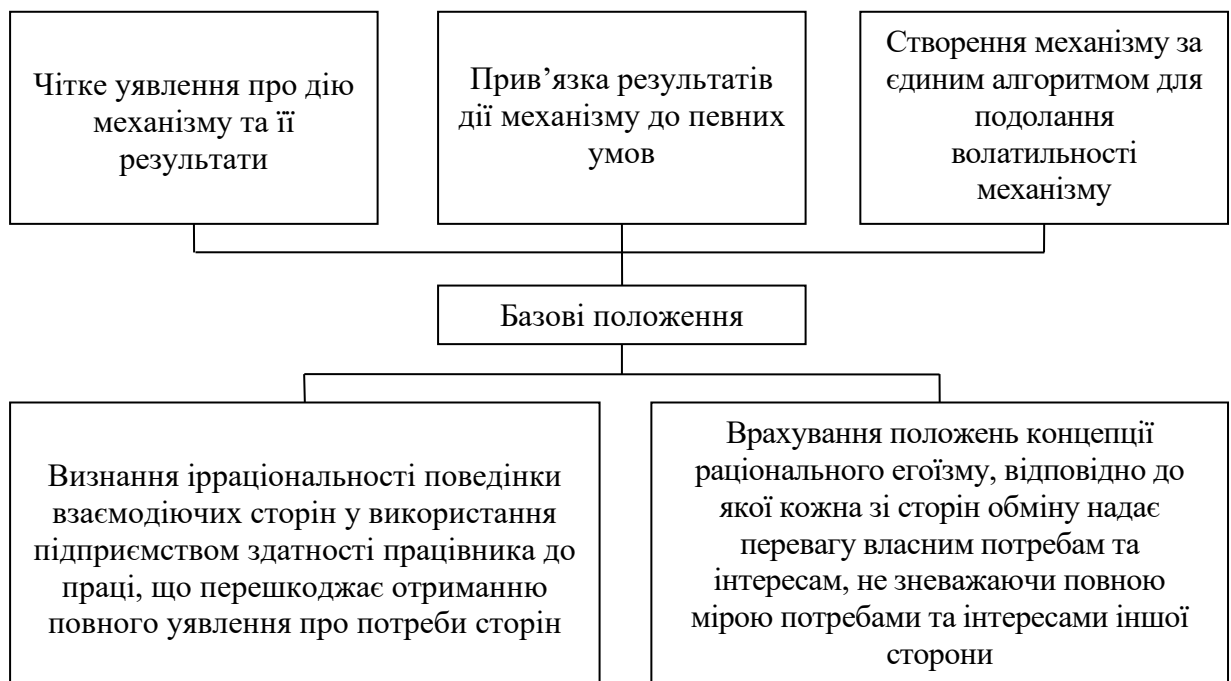 Чітке уявлення про дію
механізму та її
результати
Прив’язка результатів
дії механізму до певних
умов
Створення механізму за
єдиним алгоритмом для
подолання
волатильності
механізму
Базові положення
Визнання ірраціональності поведінки
взаємодіючих сторін у використання
підприємством здатності працівника до
праці, що перешкоджає отриманню
повного уявлення про потреби сторін
Врахування положень концепції
раціонального егоїзму, відповідно до
якої кожна зі сторін обміну надає
перевагу власним потребам та
інтересам, не зневажаючи повною
мірою потребами та інтересами іншої
сторони